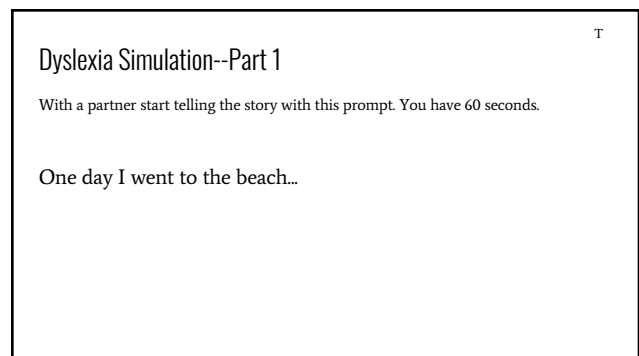 T
Dyslexia Simulation--Part 1
With a partner start telling the story with this prompt. You have 60 seconds.
One day I went to the beach...